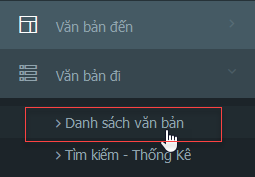 Văn bản đến
Văn bản đi
> Danh sách văn bản
> Tìm kiếm - Thống Kê